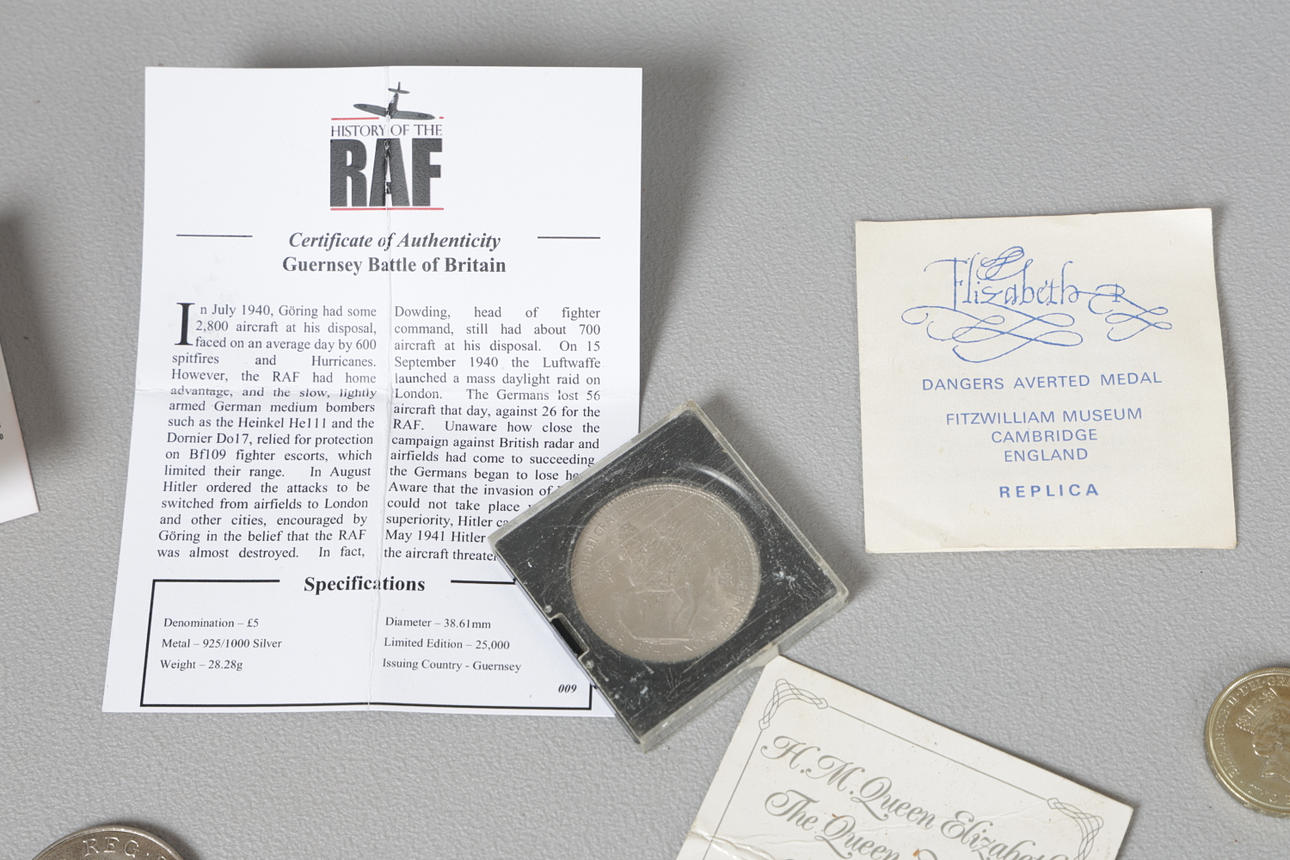 HISTORY OF THE
RAF
Certificate of Authenticity
Guernsey Battle of Britain
In July 1940, Göring had some
2,800 aircraft at his disposal,
faced on an average day by 600
spitfires and Hurricanes.
However, the RAF had home
advantage, and the slow, lightly
armed German medium bombers
such as the Heinkel He111 and the
Dornier Do17, relied for protection
on Bf109 fighter escorts, which
limited their range. In August
Hitler ordered the attacks to be
switched from airfields to London
and other cities, encouraged by
Göring in the belief that the RAF
was almost destroyed. In fact,
Dowding, head of fighter
command, still had about 700
aircraft at his disposal. On 15
September 1940 the Luftwaffe
launched a mass daylight raid on
London. The Germans lost 56
aircraft that day, against 26 for the
RAF. Unaware how close the
campaign against British radar and
airfields had come to succeeding,
the Germans began to lose
Aware that the invasion of
could not take place
superiority, Hitler
May 1941 Hitler
the aircraft
Specifications
Denomination – £5
Metal – 925/1000 Silver
Weight – 28.28g
Diameter – 38.61mm
Limited Edition – 25,000
Issuing Country - Guernsey
009
Elizabeth R
DANGERS AVERTED MEDAL
FITZWILLIAM MUSEUM
CAMBRIDGE
ENGLAND
REPLICA
H.M. Queen Elizabeth
The Queen
REG